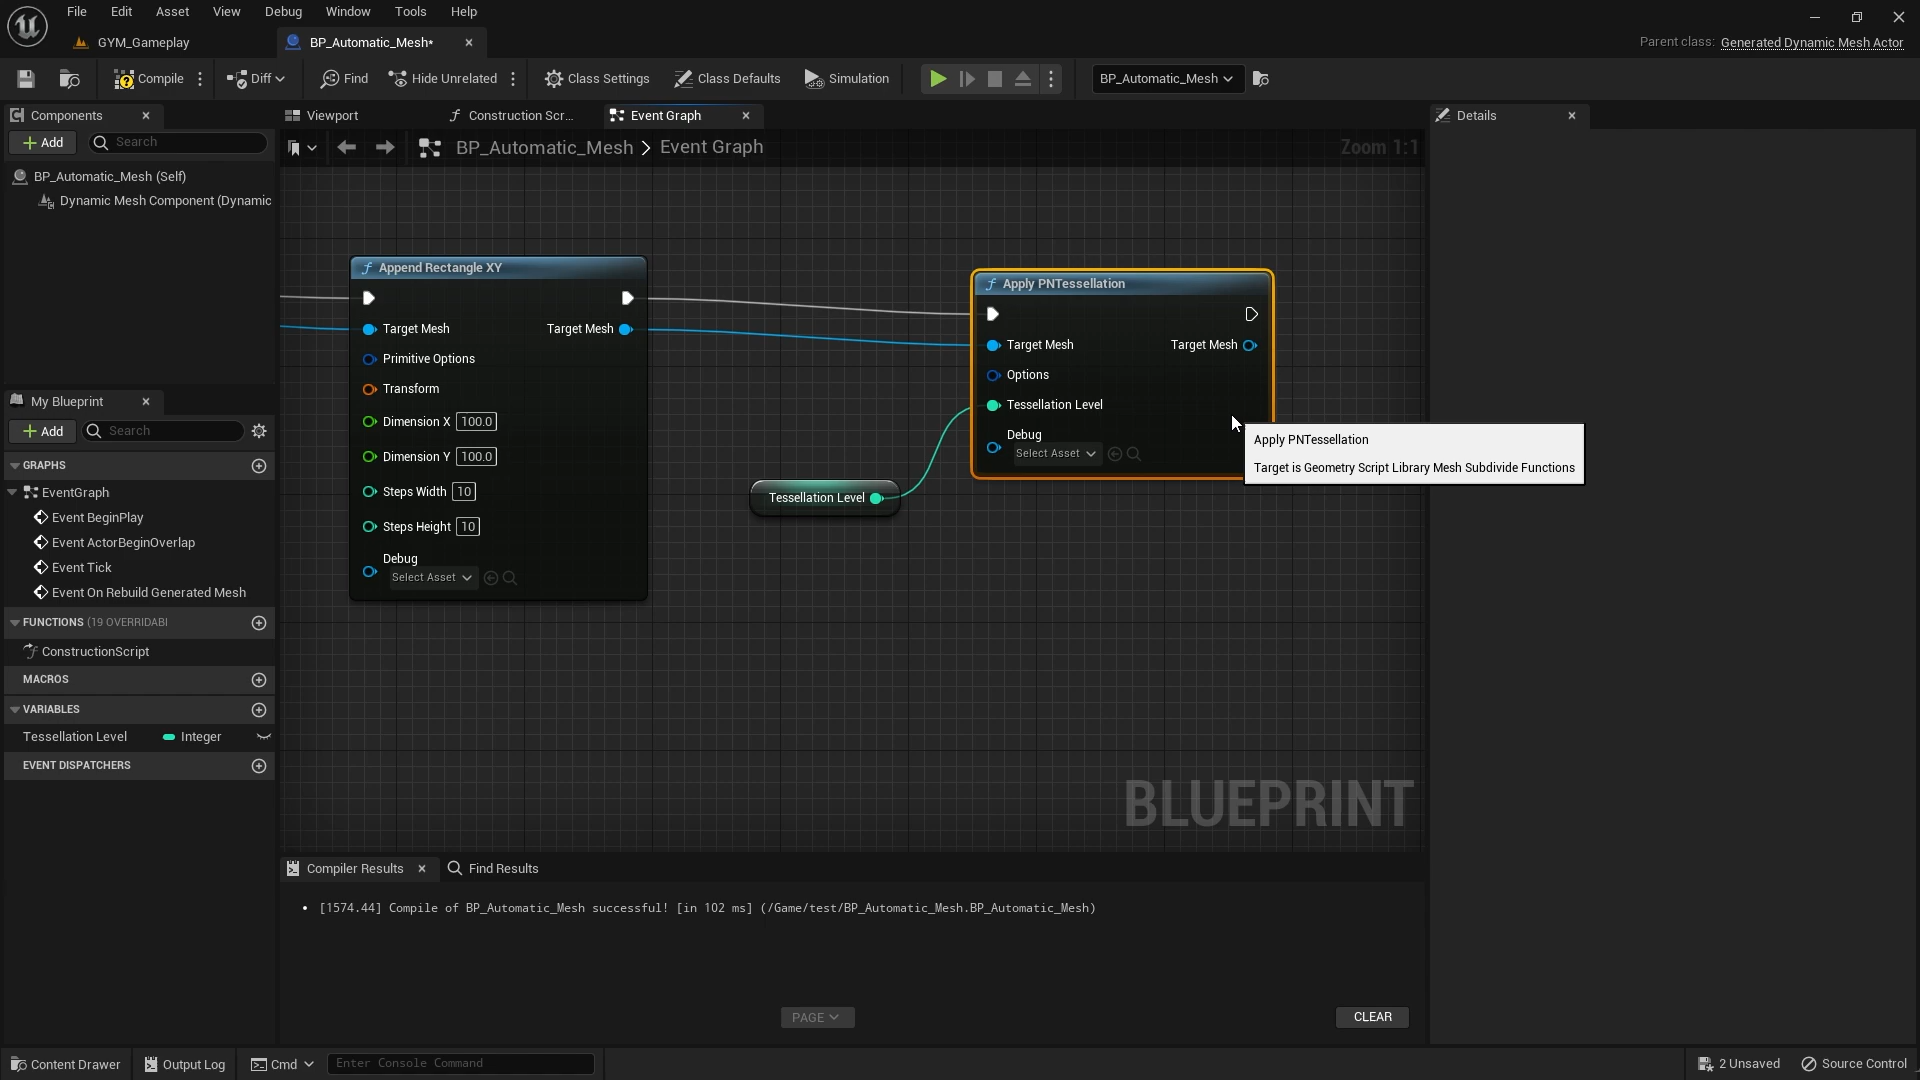 File Edit Asset View Debug Window Tools Help
GYM_Gameplay
BP_Automatic_Mesh*
Parent class: Generated Dynamic Mesh Actor
Compile
Diff
Find
Hide Unrelated
Class Settings
Class Defaults
Simulation
BP_Automatic_Mesh
Components
Add
Search
BP_Automatic_Mesh (Self)
Dynamic Mesh Component (Dynamic
My Blueprint
Add
Search
GRAPHS
EventGraph
Event BeginPlay
Event ActorBeginOverlap
Event Tick
Event On Rebuild Generated Mesh
FUNCTIONS (19 OVERRIDABI
ConstructionScript
MACROS
VARIABLES
Tessellation Level Integer
EVENT DISPATCHERS
Viewport
Construction Scr...
Event Graph
BP_Automatic_Mesh > Event Graph
Zoom 1:1
Append Rectangle XY
Target Mesh Target Mesh
Primitive Options
Transform
Dimension X 100.0
Dimension Y 100.0
Steps Width 10
Steps Height 10
Debug
Select Asset
Tessellation Level
Apply PNTessellation
Target Mesh Target Mesh
Options
Tessellation Level
Debug
Select Asset
Apply PNTessellation
Target is Geometry Script Library Mesh Subdivide Functions
BLUEPRINT
Details
Compiler Results
Find Results
[1574.44] Compile of BP_Automatic_Mesh successful! [in 102 ms] (/Game/test/BP_Automatic_Mesh.BP_Automatic_Mesh)
PAGE
CLEAR
Content Drawer
Output Log
Cmd
Enter Console Command
2 Unsaved
Source Control